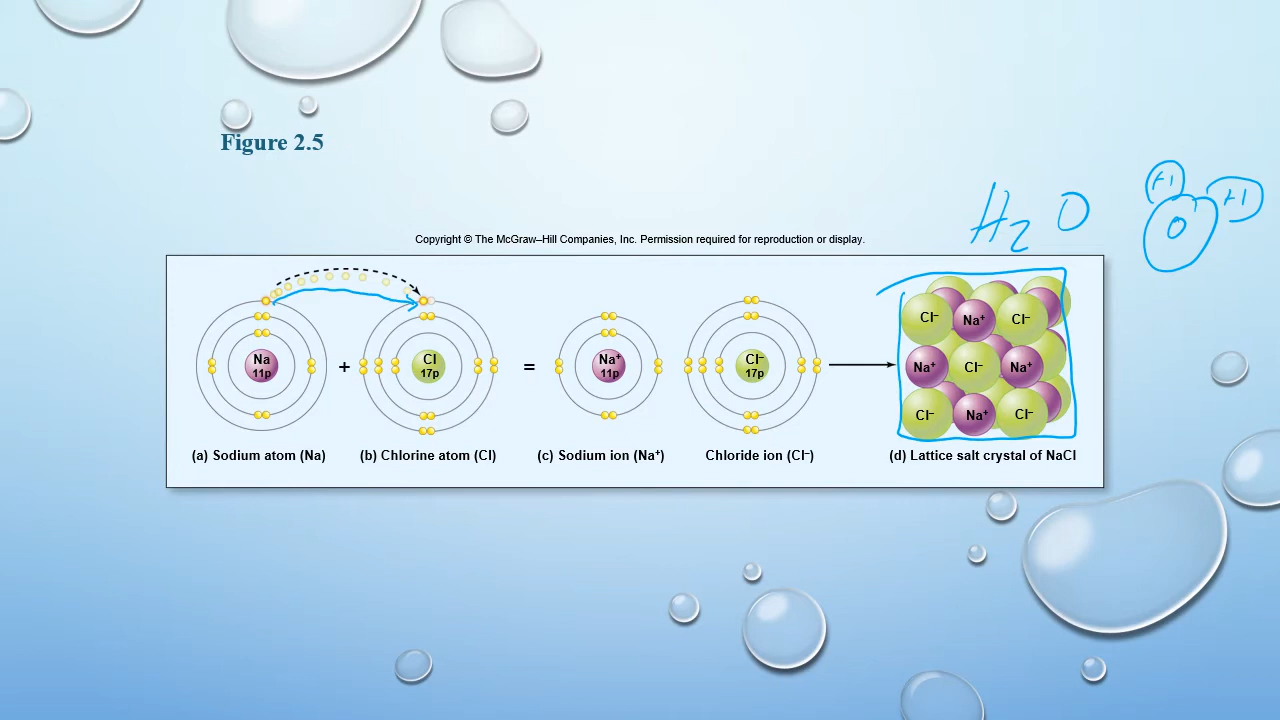 Figure 2.5
H₂O
H
H
O
Copyright © The McGraw–Hill Companies, Inc. Permission required for reproduction or display.
Na
11p
+
Cl
17p
=
Na⁺
11p
Cl⁻
17p
Cl⁻ Na⁺ Cl⁻
Na⁺ Cl⁻ Na⁺
Cl⁻ Na⁺ Cl⁻
(a) Sodium atom (Na)
(b) Chlorine atom (Cl)
(c) Sodium ion (Na⁺)
Chloride ion (Cl⁻)
(d) Lattice salt crystal of NaCl